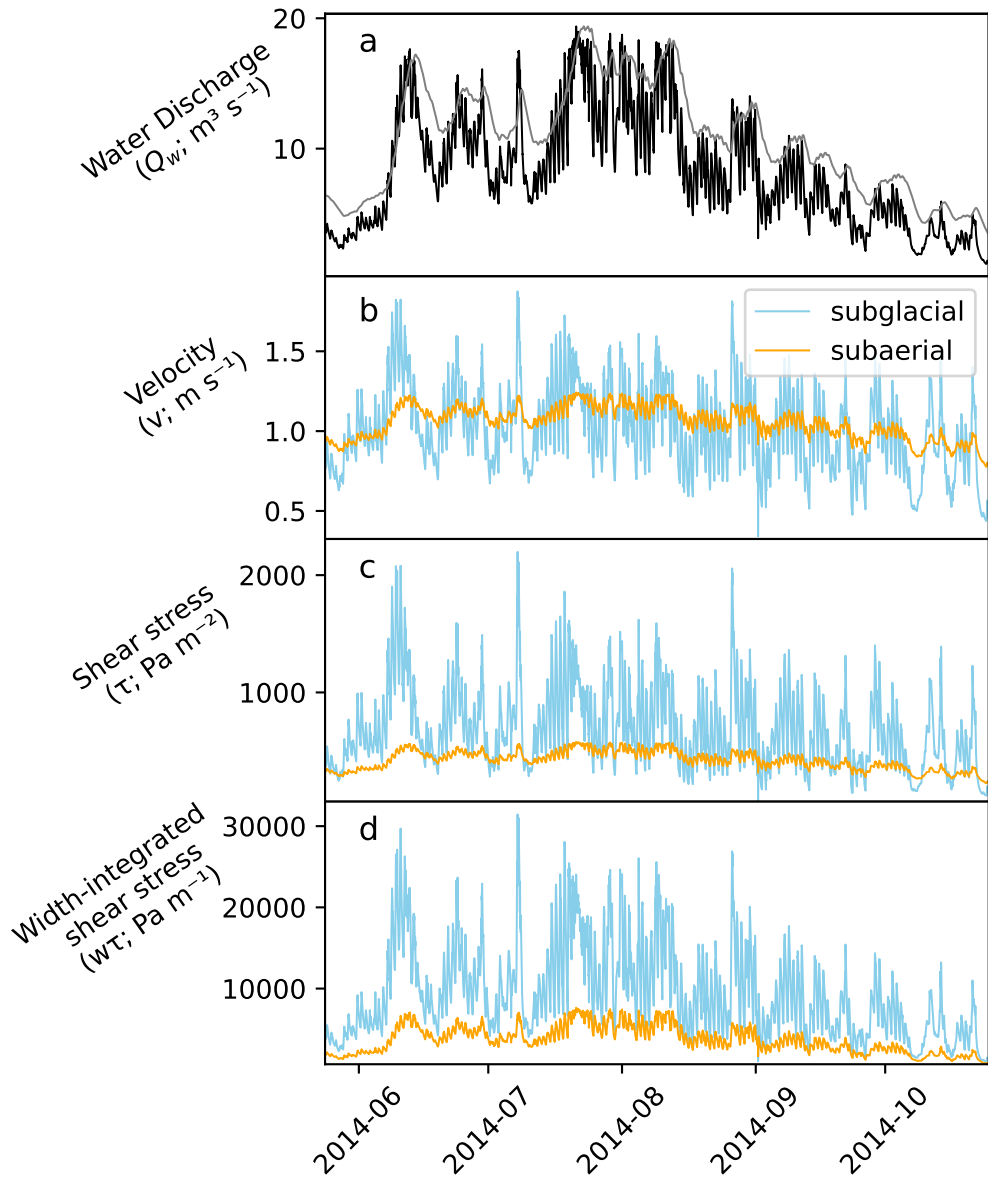 a
Water Discharge
(Q_w; m³ s⁻¹)
20
10
b
Velocity
(v; m s⁻¹)
1.5
1.0
0.5
subglacial
subaerial
c
Shear stress
(τ; Pa m⁻²)
2000
1000
d
Width-integrated
shear stress
(wτ; Pa m⁻¹)
30000
20000
10000
2014-06
2014-07
2014-08
2014-09
2014-10